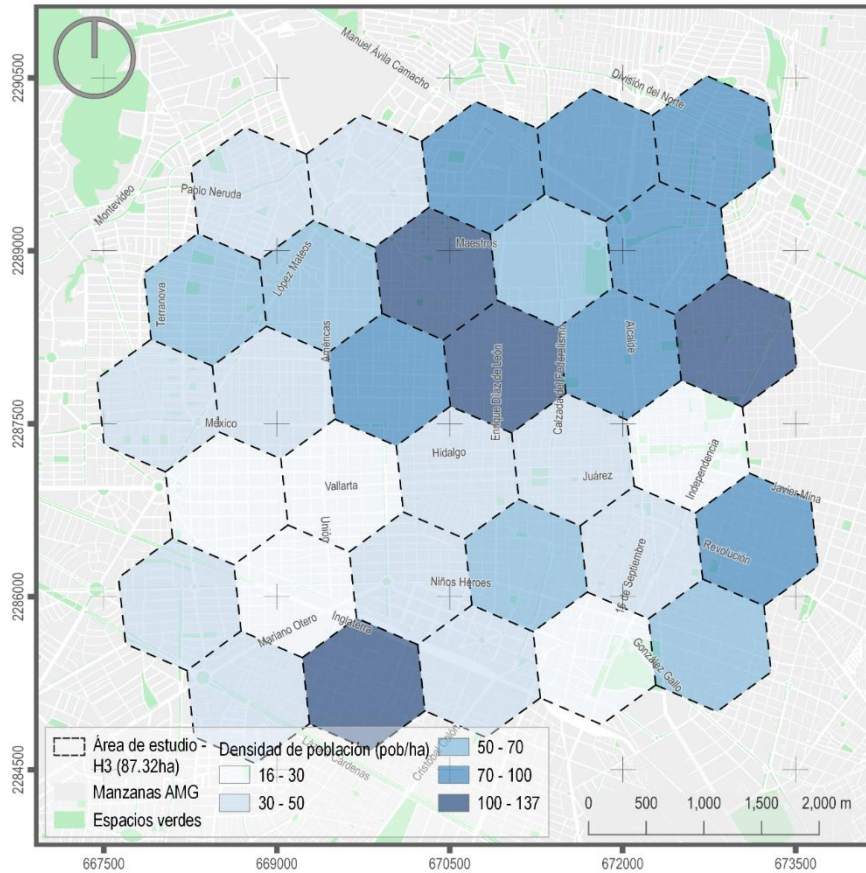 Manuel Ávila Camacho
División del Norte
2290500
Montevideo
Pablo Neruda
2289000
Maestros
López Mateos
Terranova
Américas
Enrique Díaz de León
Calzada del Federalismo
Alcalde
2287500
México
Hidalgo
Vallarta
Juárez
Independencia
Javier Mina
Unión
Revolución
2286000
Niños Héroes
16 de Septiembre
Mariano Otero
Inglaterra
González Gallo
2284500
Lázaro Cárdenas
Cristóbal Colón
Área de estudio -
H3 (87.32ha)
Manzanas AMG
Espacios verdes
Densidad de población (pob/ha)
16 - 30
30 - 50
50 - 70
70 - 100
100 - 137
0 500 1,000 1,500 2,000 m
667500 669000 670500 672000 673500